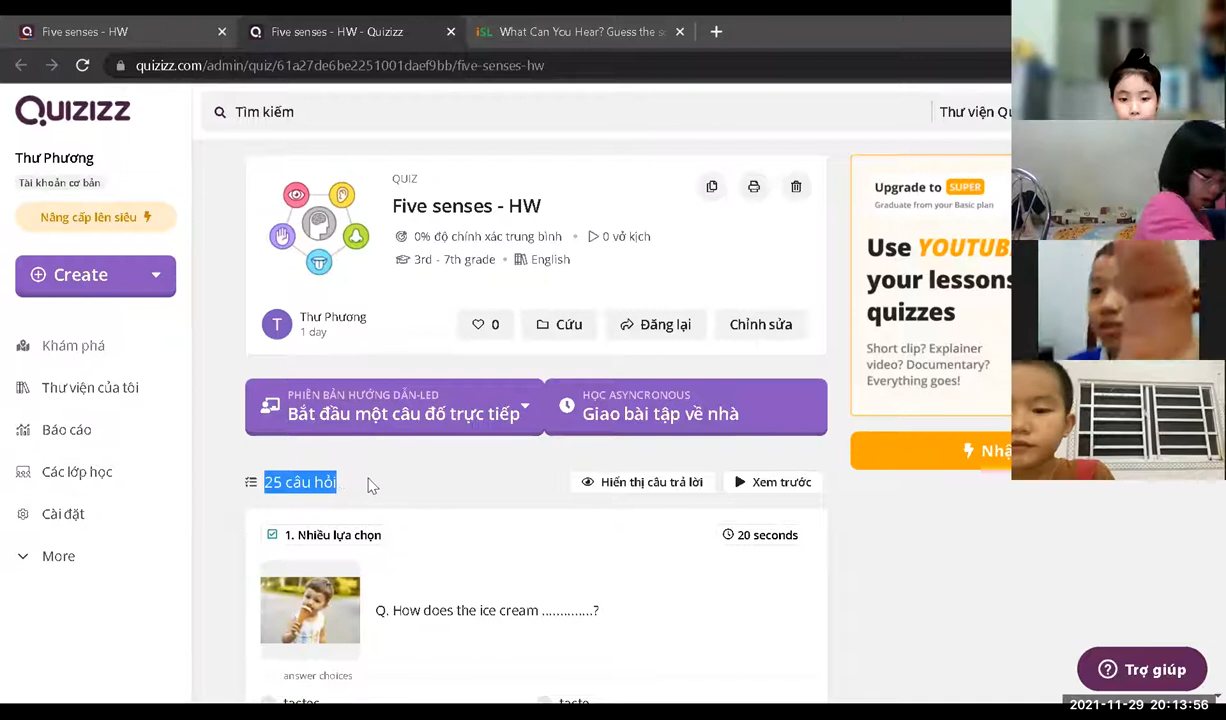 Five senses - HW
Five senses - HW - Quizizz
What Can You Hear? Guess the so
quizizz.com/admin/quiz/61a27de6be2251001daef9bb/five-senses-hw
QUIZIZZ
Tìm kiếm
Thư viện Qu
Thư Phương
Tài khoản cơ bản
Nâng cấp lên siêu
Create
Khám phá
Thư viện của tôi
Báo cáo
Các lớp học
Cài đặt
More
QUIZ
Five senses - HW
0% độ chính xác trung bình • 0 vở kịch
3rd - 7th grade • English
T
Thư Phương
1 day
0
Cứu
Đăng lại
Chỉnh sửa
PHIÊN BẢN HƯỚNG DẪN-LED
Bắt đầu một câu đố trực tiếp
HỌC ASYNCRONOUS
Giao bài tập về nhà
25 câu hỏi
Hiển thị câu trả lời
Xem trước
1. Nhiều lựa chọn
20 seconds
Q. How does the ice cream .............?
answer choices
tastes
taste
Upgrade to SUPER
Graduate from your Basic plan
Use YOUTUB
your lessons
quizzes
Short clip? Explainer
video? Documentary?
Everything goes!
Nhậ
Trợ giúp
2021-11-29 20:13:56